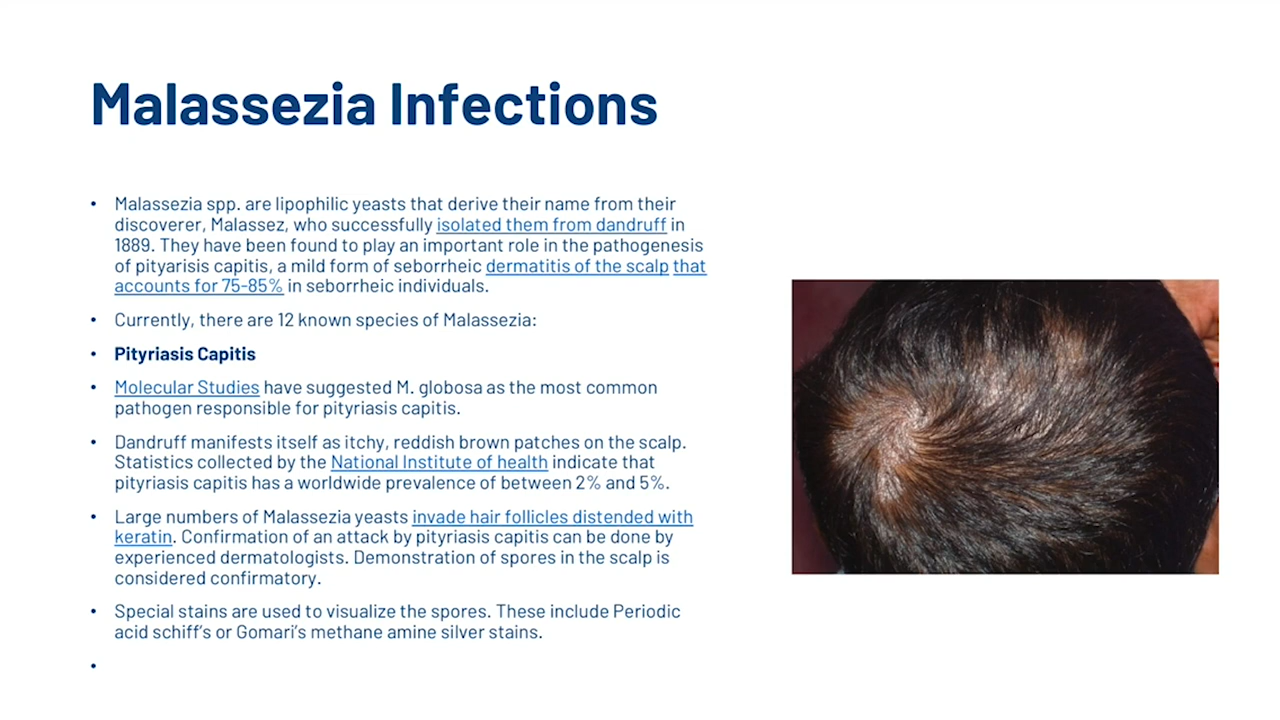 Malassezia Infections
• Malassezia spp. are lipophilic yeasts that derive their name from their
discoverer, Malassez, who successfully isolated them from dandruff in
1889. They have been found to play an important role in the pathogenesis
of pityarisis capitis, a mild form of seborrheic dermatitis of the scalp that
accounts for 75-85% in seborrheic individuals.
• Currently, there are 12 known species of Malassezia:
• Pityriasis Capitis
• Molecular Studies have suggested M. globosa as the most common
pathogen responsible for pityriasis capitis.
• Dandruff manifests itself as itchy, reddish brown patches on the scalp.
Statistics collected by the National Institute of health indicate that
pityriasis capitis has a worldwide prevalence of between 2% and 5%.
• Large numbers of Malassezia yeasts invade hair follicles distended with
keratin. Confirmation of an attack by pityriasis capitis can be done by
experienced dermatologists. Demonstration of spores in the scalp is
considered confirmatory.
• Special stains are used to visualize the spores. These include Periodic
acid schiff's or Gomari's methane amine silver stains.
•